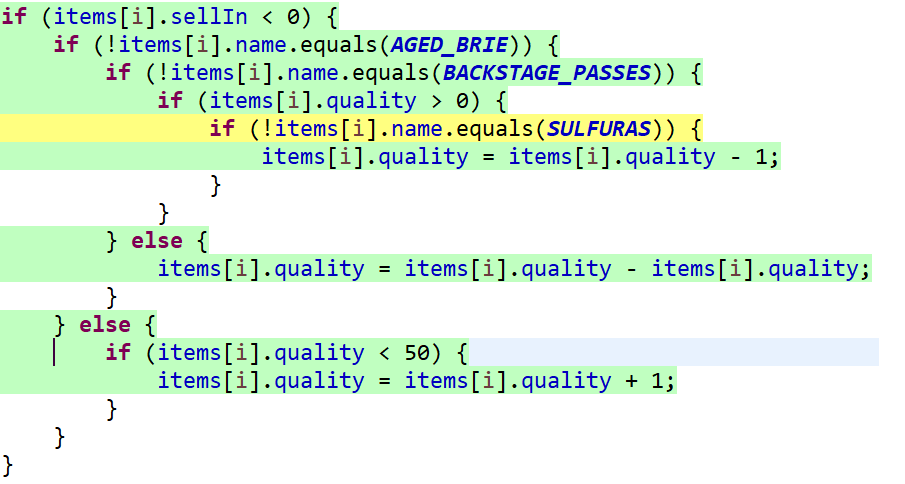 if (items[i].sellIn < 0) {
    if (!items[i].name.equals(AGED_BRIE)) {
        if (!items[i].name.equals(BACKSTAGE_PASSES)) {
            if (items[i].quality > 0) {
                if (!items[i].name.equals(SULFURAS)) {
                    items[i].quality = items[i].quality - 1;
                }
            }
        } else {
            items[i].quality = items[i].quality - items[i].quality;
        }
    } else {
        if (items[i].quality < 50) {
            items[i].quality = items[i].quality + 1;
        }
    }
}